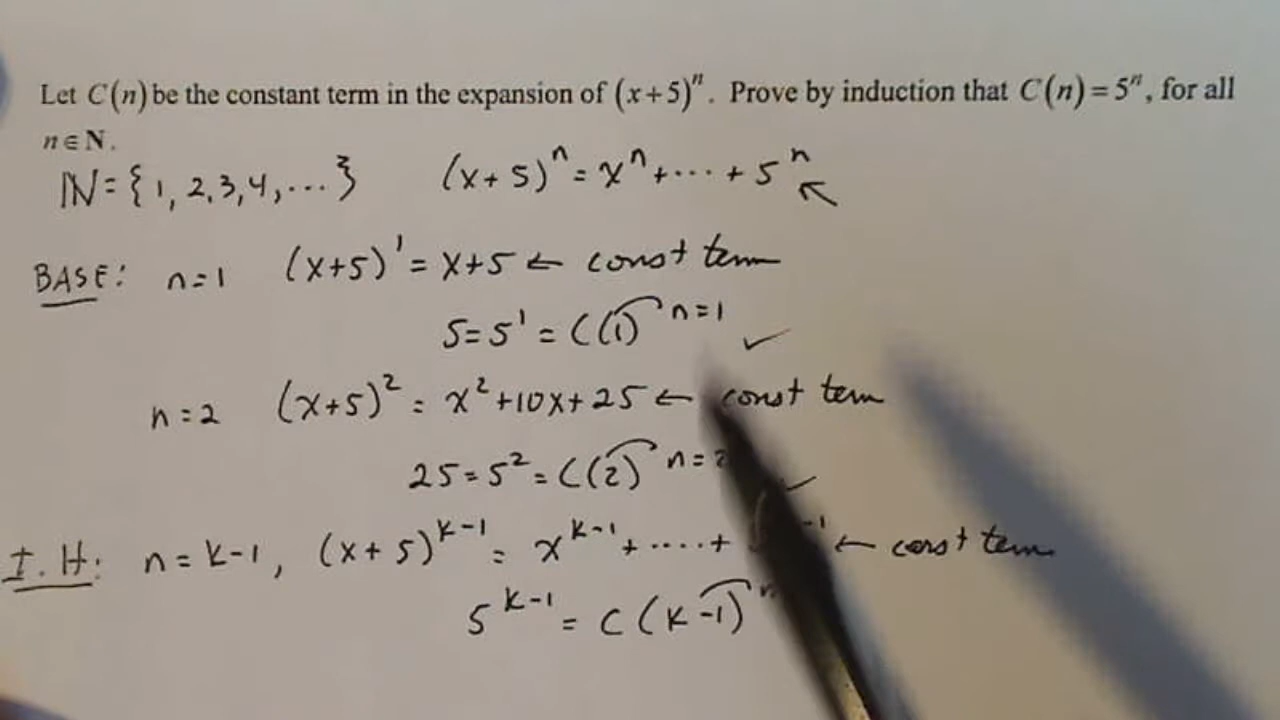 Let C(n) be the constant term in the expansion of (x+5)^n. Prove by induction that C(n) = 5^n, for all
n∈N.
ℕ = {1, 2, 3, 4, ...} (x+5)^n = x^n + ··· + 5^n ↖
BASE: n=1 (x+5)^1 = x+5 ← const term
5 = 5^1 = C(1) n=1 ✓
n=2 (x+5)^2 = x^2+10x+25 ← const term
25 = 5^2 = C(2) n=
I.H: n=k-1, (x+5)^k-1 = x^k-1 + ···· + -1 ← const term
5^k-1 = C(k-1)